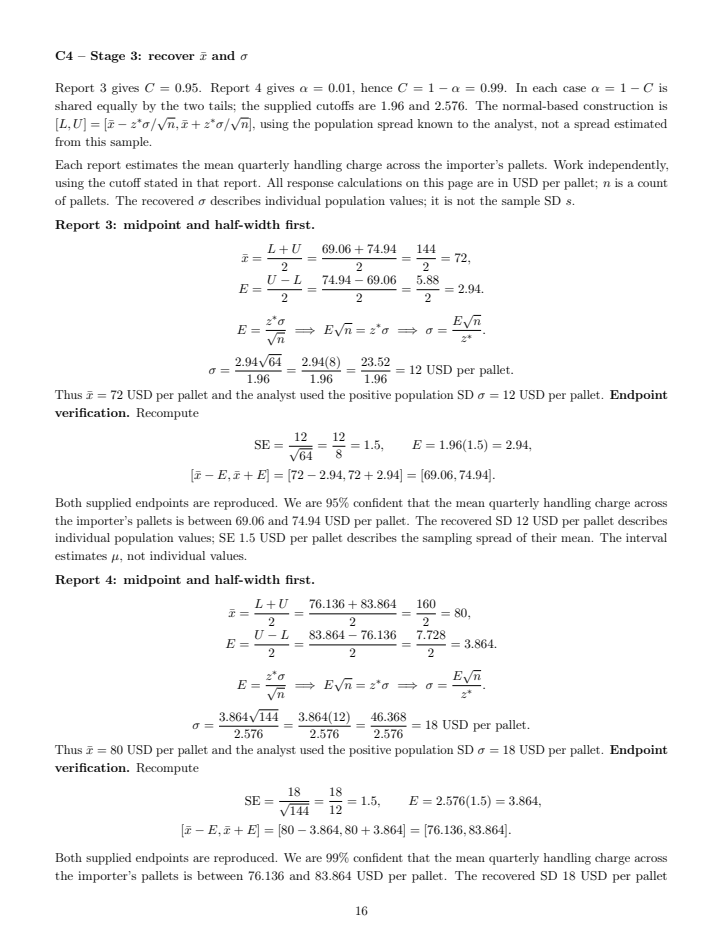 C4 – Stage 3: recover x̄ and σ
Report 3 gives C = 0.95. Report 4 gives α = 0.01, hence C = 1 − α = 0.99. In each case α = 1 − C is
shared equally by the two tails; the supplied cutoffs are 1.96 and 2.576. The normal-based construction is
[L, U] = [x̄ − z*σ/√n, x̄ + z*σ/√n], using the population spread known to the analyst, not a spread estimated
from this sample.
Each report estimates the mean quarterly handling charge across the importer's pallets. Work independently,
using the cutoff stated in that report. All response calculations on this page are in USD per pallet; n is a count
of pallets. The recovered σ describes individual population values; it is not the sample SD s.
Report 3: midpoint and half-width first.
x̄ = (L + U)/2 = (69.06 + 74.94)/2 = 144/2 = 72,
E = (U − L)/2 = (74.94 − 69.06)/2 = 5.88/2 = 2.94.
E = z*σ/√n ⟹ E√n = z*σ ⟹ σ = E√n/z*.
σ = 2.94√64/1.96 = 2.94(8)/1.96 = 23.52/1.96 = 12 USD per pallet.
Thus x̄ = 72 USD per pallet and the analyst used the positive population SD σ = 12 USD per pallet. Endpoint
verification. Recompute
SE = 12/√64 = 12/8 = 1.5, E = 1.96(1.5) = 2.94,
[x̄ − E, x̄ + E] = [72 − 2.94, 72 + 2.94] = [69.06, 74.94].
Both supplied endpoints are reproduced. We are 95% confident that the mean quarterly handling charge across
the importer's pallets is between 69.06 and 74.94 USD per pallet. The recovered SD 12 USD per pallet describes
individual population values; SE 1.5 USD per pallet describes the sampling spread of their mean. The interval
estimates μ, not individual values.
Report 4: midpoint and half-width first.
x̄ = (L + U)/2 = (76.136 + 83.864)/2 = 160/2 = 80,
E = (U − L)/2 = (83.864 − 76.136)/2 = 7.728/2 = 3.864.
E = z*σ/√n ⟹ E√n = z*σ ⟹ σ = E√n/z*.
σ = 3.864√144/2.576 = 3.864(12)/2.576 = 46.368/2.576 = 18 USD per pallet.
Thus x̄ = 80 USD per pallet and the analyst used the positive population SD σ = 18 USD per pallet. Endpoint
verification. Recompute
SE = 18/√144 = 18/12 = 1.5, E = 2.576(1.5) = 3.864,
[x̄ − E, x̄ + E] = [80 − 3.864, 80 + 3.864] = [76.136, 83.864].
Both supplied endpoints are reproduced. We are 99% confident that the mean quarterly handling charge across
the importer's pallets is between 76.136 and 83.864 USD per pallet. The recovered SD 18 USD per pallet
16